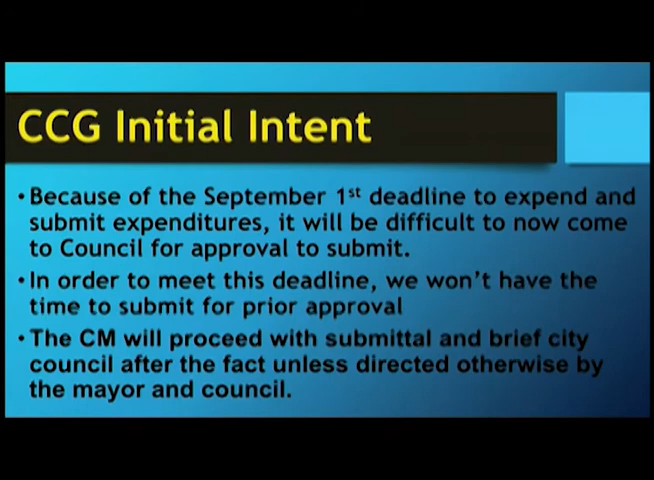 CCG Initial Intent
• Because of the September 1st deadline to expend and
submit expenditures, it will be difficult to now come
to Council for approval to submit.
• In order to meet this deadline, we won't have the
time to submit for prior approval
• The CM will proceed with submittal and brief city
council after the fact unless directed otherwise by
the mayor and council.